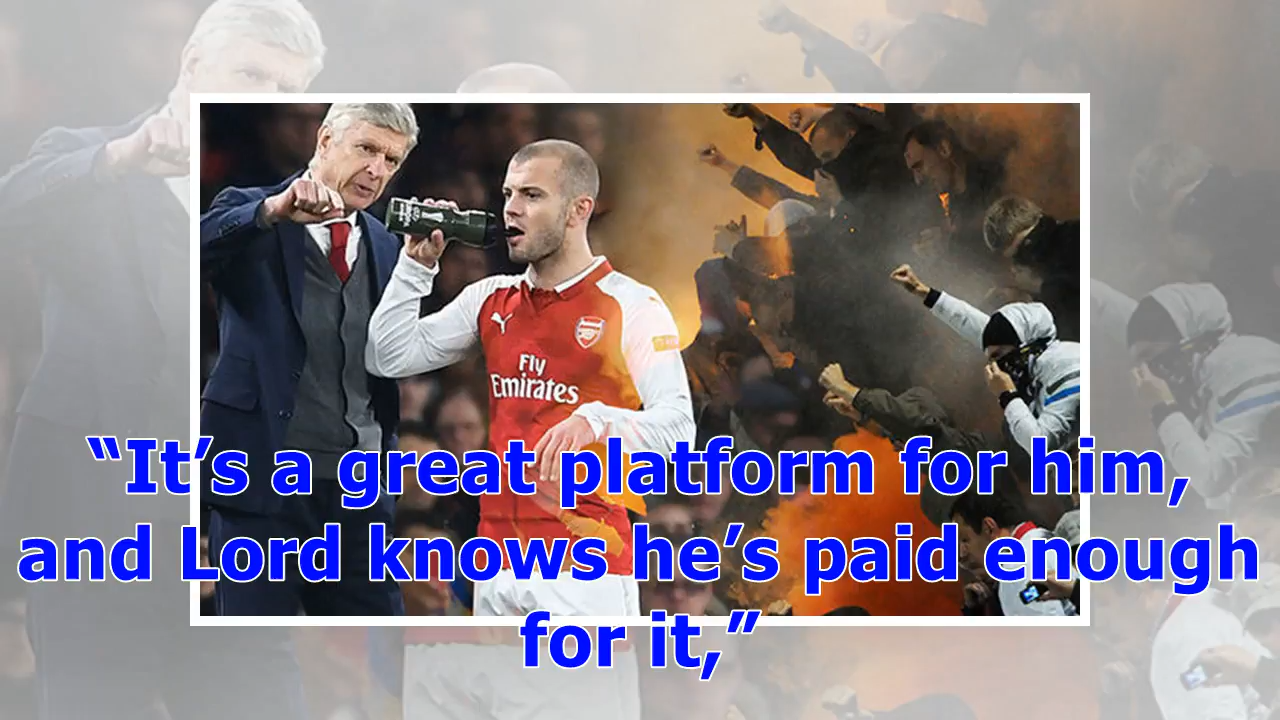 Fly
Emirates
“It’s a great platform for him,
and Lord knows he’s paid enough
for it,”